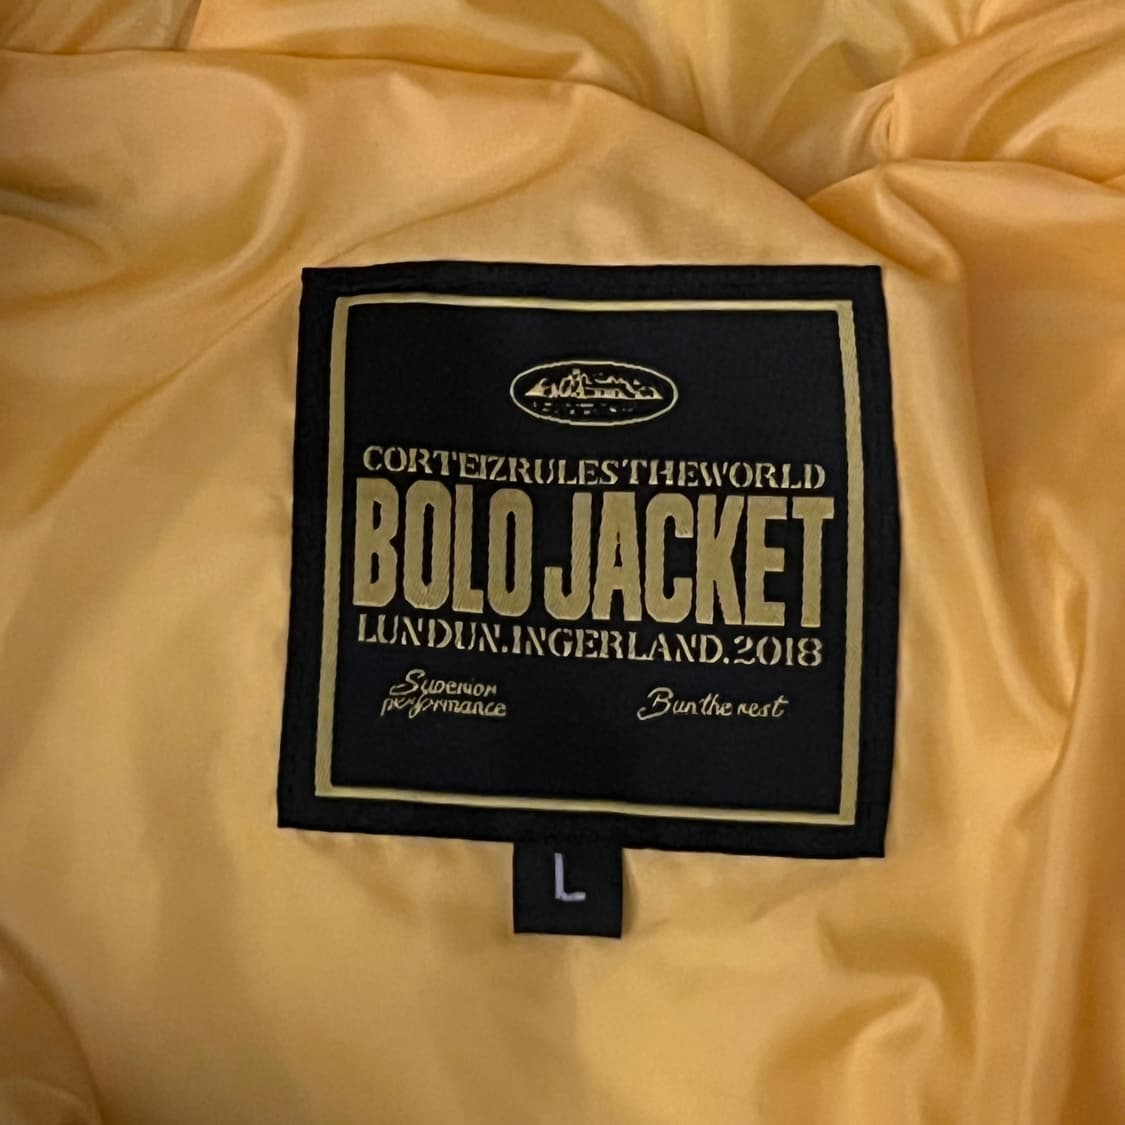 CORTEIZRULESTHEWORLD
BOLO JACKET
LUNDUN.INGERLAND.2018
Superior
performance
Bun the rest
L